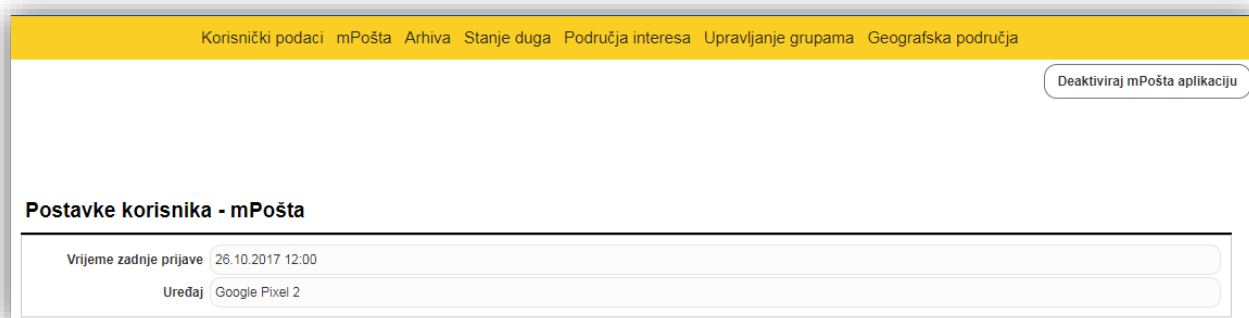 Korisnički podaci mPošta Arhiva Stanje duga Područja interesa Upravljanje grupama Geografska područja
Deaktiviraj mPošta aplikaciju
Postavke korisnika - mPošta
Vrijeme zadnje prijave 26.10.2017 12:00
Uređaj Google Pixel 2